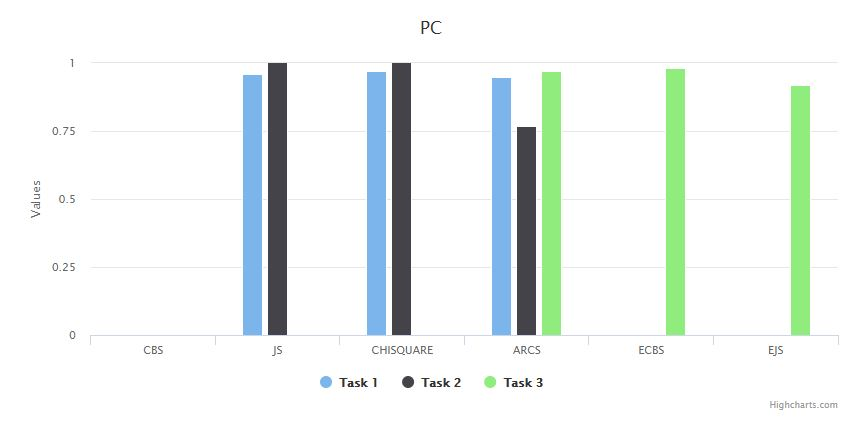 PC
1
0.75
0.5
0.25
0
Values
CBS JS CHISQUARE ARCS ECBS EJS
Task 1 Task 2 Task 3
Highcharts.com